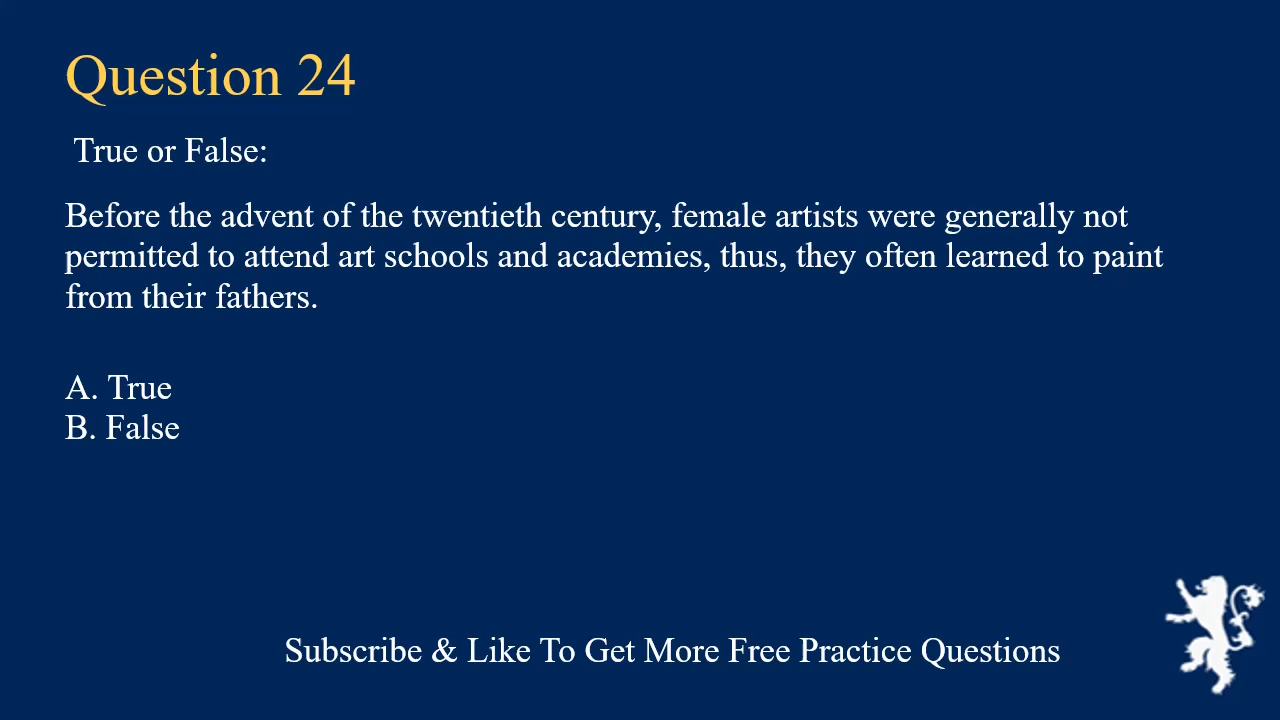 Question 24
True or False:
Before the advent of the twentieth century, female artists were generally not
permitted to attend art schools and academies, thus, they often learned to paint
from their fathers.
A. True
B. False
Subscribe & Like To Get More Free Practice Questions